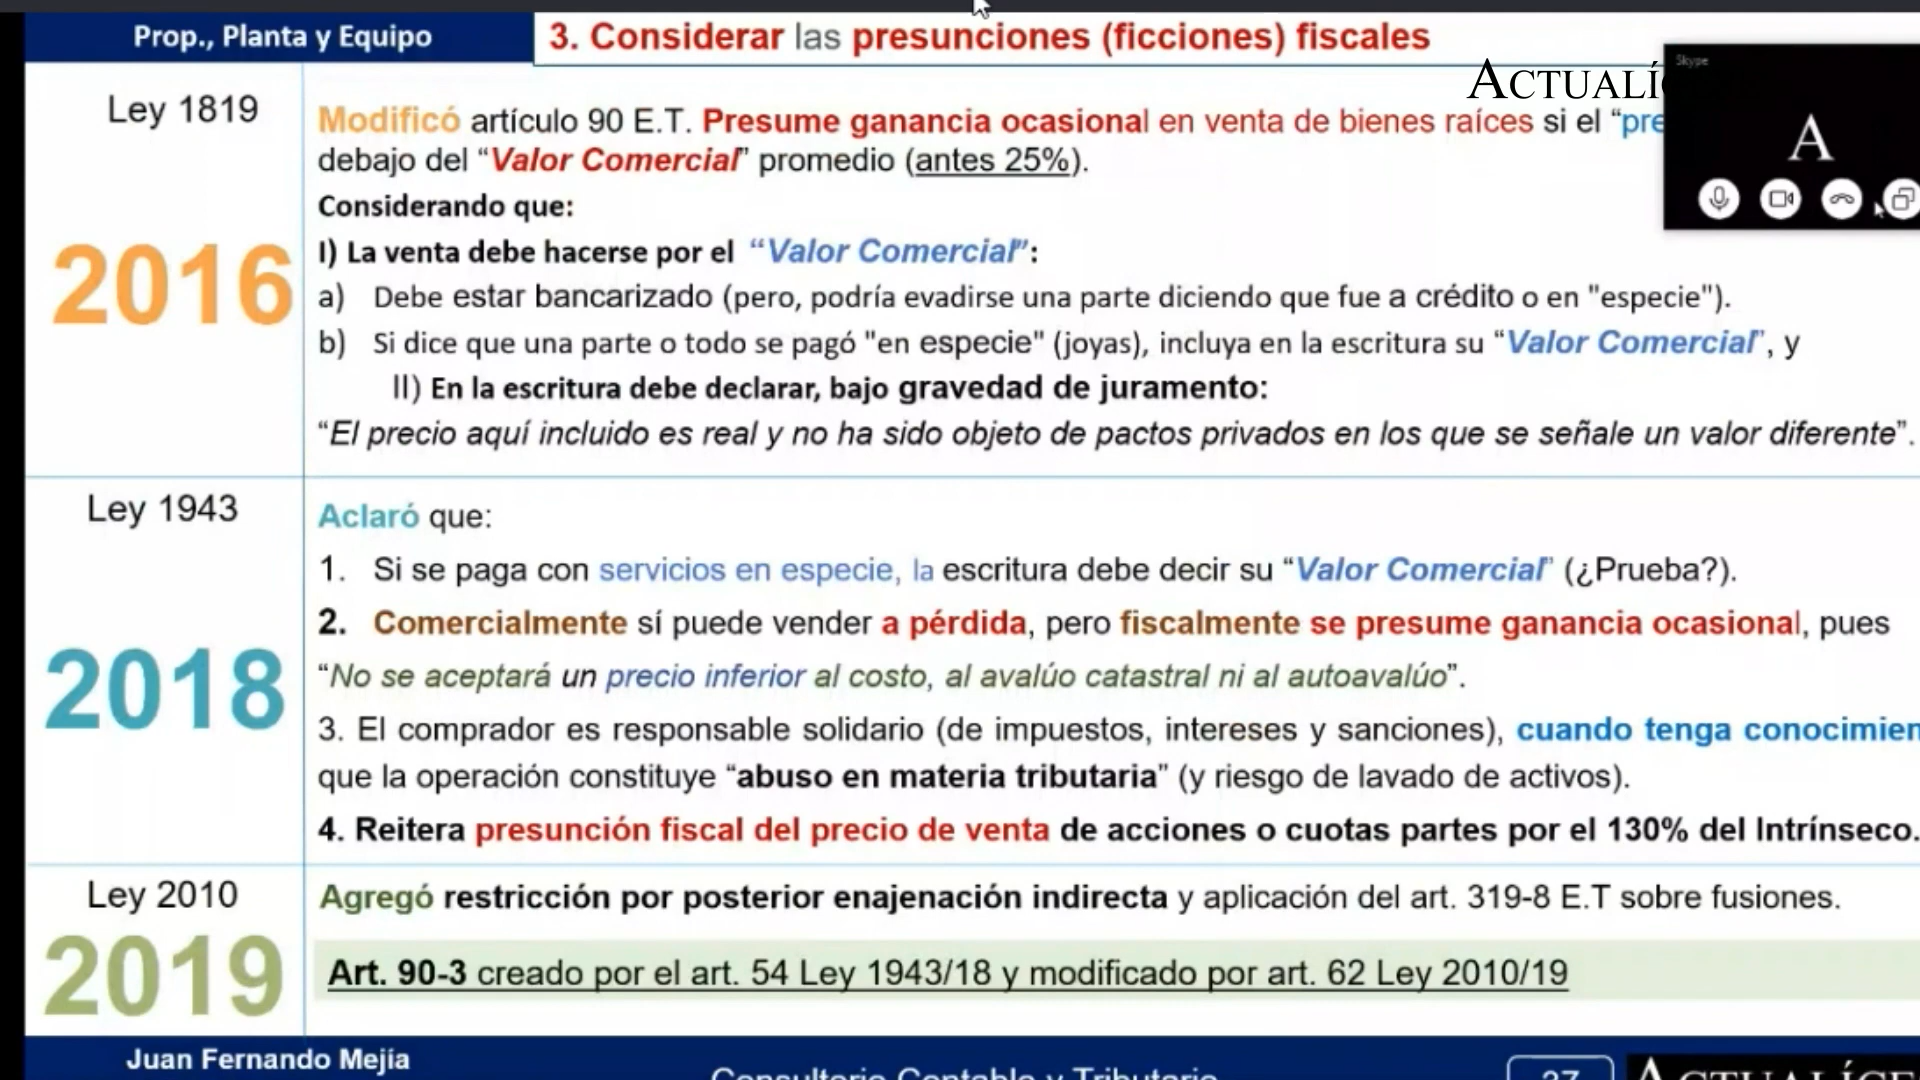 Prop., Planta y Equipo
3. Considerar las presunciones (ficciones) fiscales
Skype
A
Ley 1819
2016
Modificó artículo 90 E.T. Presume ganancia ocasional en venta de bienes raíces si el “pre
debajo del “Valor Comercial” promedio (antes 25%).
Considerando que:
I) La venta debe hacerse por el “Valor Comercial”:
a) Debe estar bancarizado (pero, podría evadirse una parte diciendo que fue a crédito o en "especie").
b) Si dice que una parte o todo se pagó "en especie" (joyas), incluya en la escritura su “Valor Comercial”, y
II) En la escritura debe declarar, bajo gravedad de juramento:
“El precio aquí incluido es real y no ha sido objeto de pactos privados en los que se señale un valor diferente”.
Ley 1943
2018
Aclaró que:
1. Si se paga con servicios en especie, la escritura debe decir su “Valor Comercial” (¿Prueba?).
2. Comercialmente sí puede vender a pérdida, pero fiscalmente se presume ganancia ocasional, pues
“No se aceptará un precio inferior al costo, al avalúo catastral ni al autoavalúo”.
3. El comprador es responsable solidario (de impuestos, intereses y sanciones), cuando tenga conocimien
que la operación constituye “abuso en materia tributaria” (y riesgo de lavado de activos).
4. Reitera presunción fiscal del precio de venta de acciones o cuotas partes por el 130% del Intrínseco.
Ley 2010
2019
Agregó restricción por posterior enajenación indirecta y aplicación del art. 319-8 E.T sobre fusiones.
Art. 90-3 creado por el art. 54 Ley 1943/18 y modificado por art. 62 Ley 2010/19
Juan Fernando Mejía
Consultorio Contable y Tributario
37
ACTUALÍCE